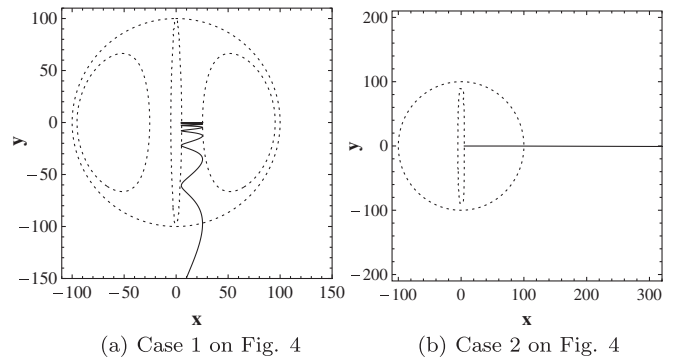 100
50
0
−50
−100
−150
y
−100 −50 0 50 100 150
x
(a) Case 1 on Fig. 4
200
100
0
−100
−200
y
−100 0 100 200 300
x
(b) Case 2 on Fig. 4